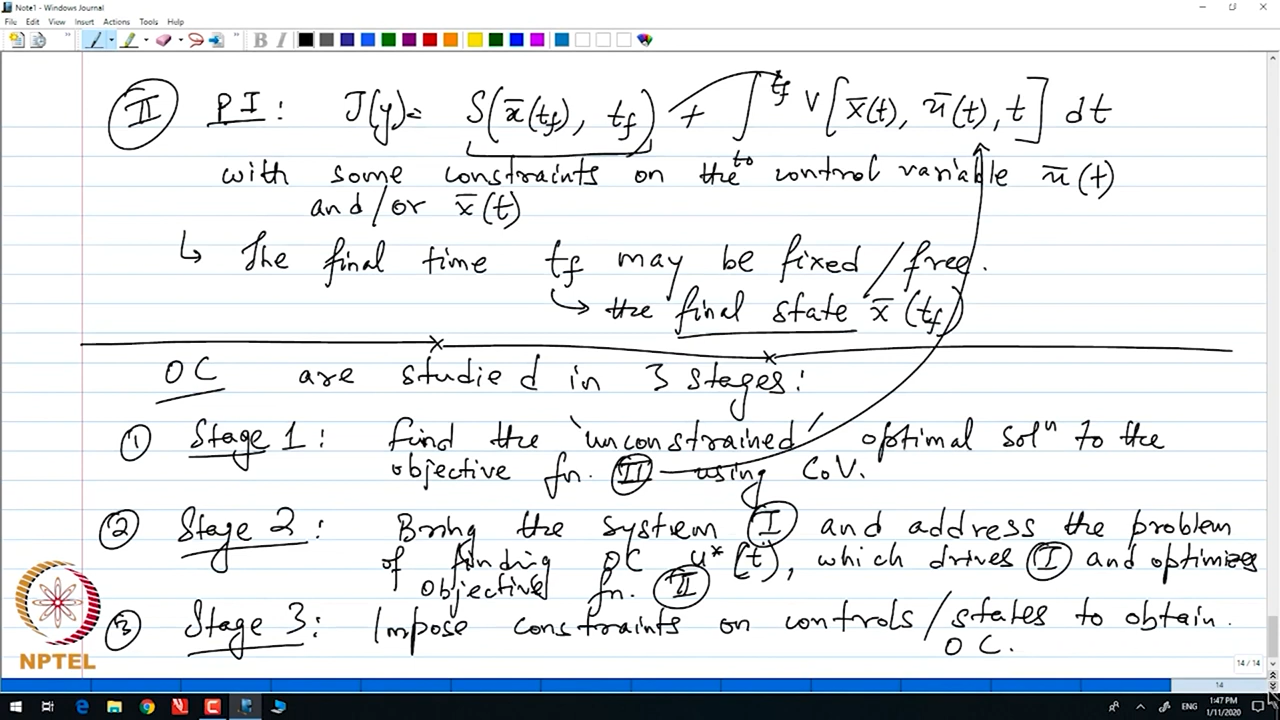 Note1 - Windows Journal
File Edit View Insert Actions Tools Help
B I
II PI: J(y) = S(x̄(tf), tf) + ∫_{t0}^{tf} V[x̄(t), ū(t), t] dt
with some constraints on the control variable ū(t)
and/or x̄(t)
↳ The final time tf may be fixed/free.
↳ the final state x̄(tf)
OC are studied in 3 stages:
① Stage 1: find the 'unconstrained' optimal solⁿ to the
objective fn. II using CoV.
② Stage 2: Bring the system I and address the problem
of finding OC u*(t), which drives I and optimizes
objective fn. II
③ Stage 3: Impose constraints on controls/states to obtain
OC.
NPTEL
14 / 14
14
ENG
1:47 PM
1/11/2020